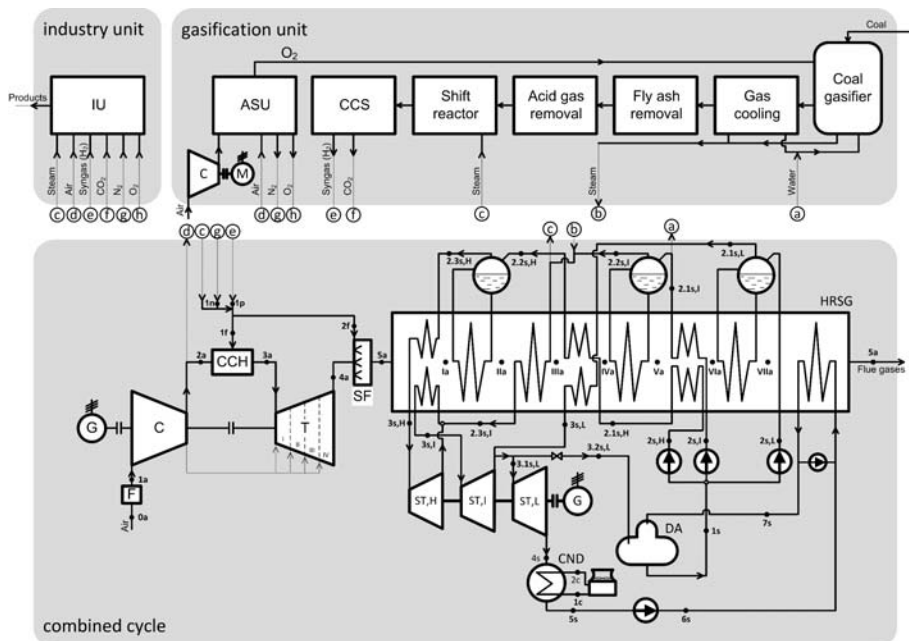 industry unit
gasification unit
O2
Coal
Products
IU
ASU
CCS
Shift reactor
Acid gas removal
Fly ash removal
Gas cooling
Coal gasifier
C
M
Steam
Air
Syngas (H2)
CO2
N2
O2
Air
Air
N2
O2
Syngas (H2)
CO2
Steam
Steam
Water
c
d
e
f
g
h
d
g
h
e
f
c
b
a
d
c
g
e
c
b
a
2.3s,H
2.2s,H
2.2s,I
2.1s,L
2.1s,I
HRSG
1n
1p
1f
2f
2a
CCH
3a
4a
SF
5a
Ia
IIa
IIIa
IVa
Va
VIa
VIIa
5a
Flue gases
G
C
T
I
II
III
IV
3s,H
3s,I
2.3s,I
3s,L
2.1s,H
2s,H
2s,I
2s,L
3.1s,L
3.2s,L
1a
F
0a
Air
ST,H
ST,I
ST,L
G
DA
7s
1s
4s
CND
2c
1c
5s
6s
combined cycle